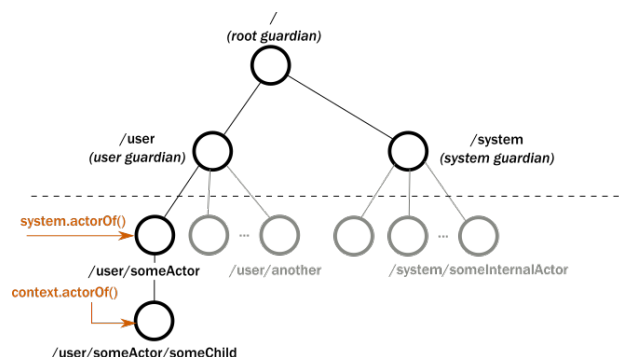 /
(root guardian)
/user
(user guardian)
/system
(system guardian)
system.actorOf()
...
...
/user/someActor
/user/another
/system/someInternalActor
context.actorOf()
/user/someActor/someChild